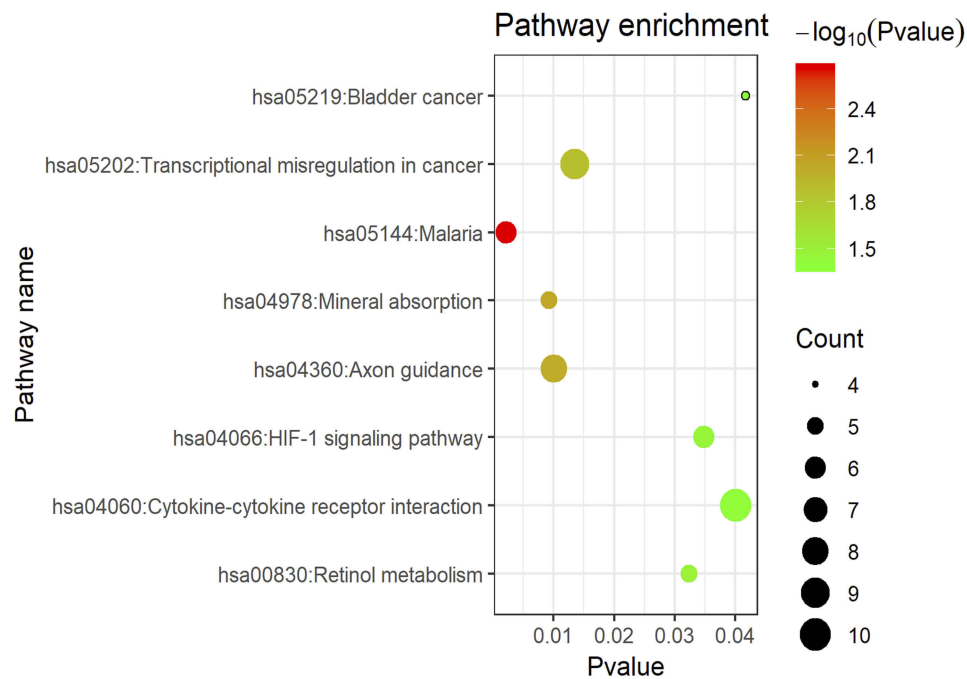 Pathway enrichment
−log10(Pvalue)
2.4
2.1
1.8
1.5
Count
4
5
6
7
8
9
10
Pathway name
hsa05219:Bladder cancer
hsa05202:Transcriptional misregulation in cancer
hsa05144:Malaria
hsa04978:Mineral absorption
hsa04360:Axon guidance
hsa04066:HIF-1 signaling pathway
hsa04060:Cytokine-cytokine receptor interaction
hsa00830:Retinol metabolism
0.01 0.02 0.03 0.04
Pvalue